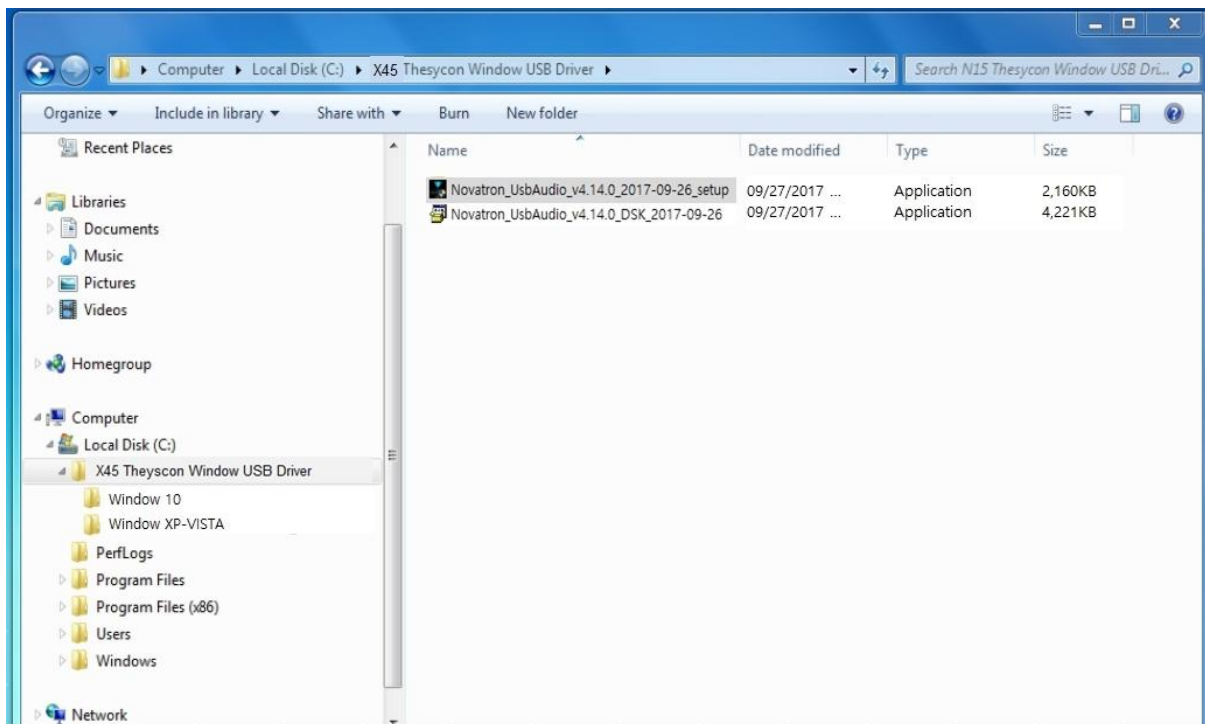 Computer Local Disk (C:) X45 Thesycon Window USB Driver
Search N15 Thesycon Window USB Dri...
Organize Include in library Share with Burn New folder
Recent Places
Libraries
Documents
Music
Pictures
Videos
Homegroup
Computer
Local Disk (C:)
X45 Theyscon Window USB Driver
Window 10
Window XP-VISTA
PerfLogs
Program Files
Program Files (x86)
Users
Windows
Network
Name Date modified Type Size
Novatron_UsbAudio_v4.14.0_2017-09-26_setup 09/27/2017 ... Application 2,160KB
Novatron_UsbAudio_v4.14.0_DSK_2017-09-26 09/27/2017 ... Application 4,221KB